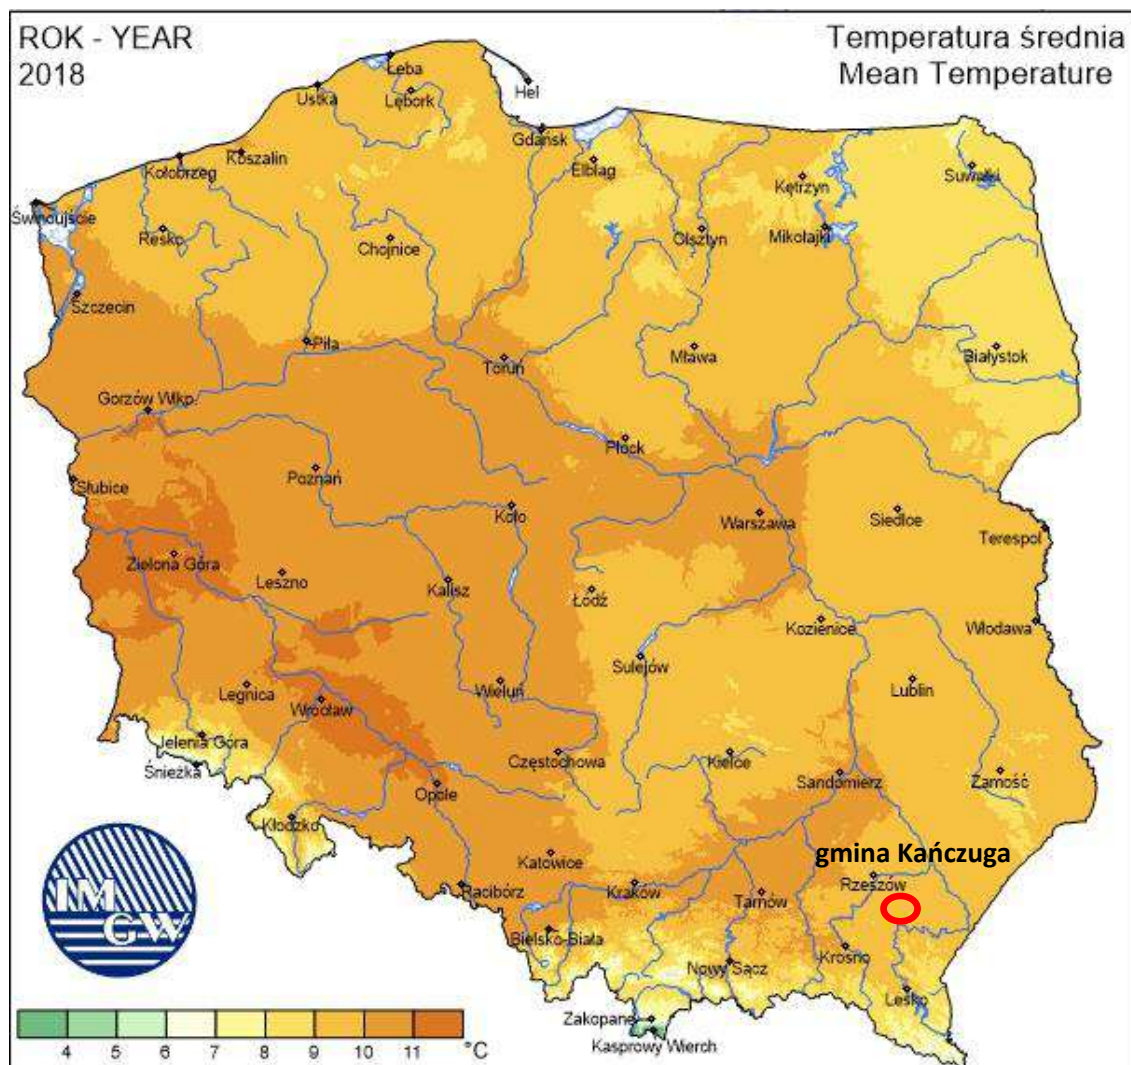 ROK - YEAR
2018
Temperatura średnia
Mean Temperature
Łeba
Ustka
Lębork
Hel
Gdańsk
Koszalin
Kołobrzeg
Elbląg
Kętrzyn
Suwałki
Świnoujście
Resko
Chojnice
Olsztyn
Mikołajki
Szczecin
Piła
Toruń
Mława
Białystok
Gorzów Wlkp.
Płock
Słubice
Poznań
Koło
Warszawa
Siedlce
Terespol
Zielona Góra
Leszno
Kalisz
Łódź
Kozienice
Włodawa
Sulejów
Legnica
Wrocław
Wieluń
Lublin
Jelenia Góra
Śnieżka
Częstochowa
Kielce
Sandomierz
Zamość
Opole
Kłodzko
gmina Kańczuga
Katowice
Racibórz
Kraków
Tarnów
Rzeszów
IM
GW
Bielsko-Biała
Nowy Sącz
Krosno
Lesko
Zakopane
Kasprowy Wierch
4 5 6 7 8 9 10 11 °C